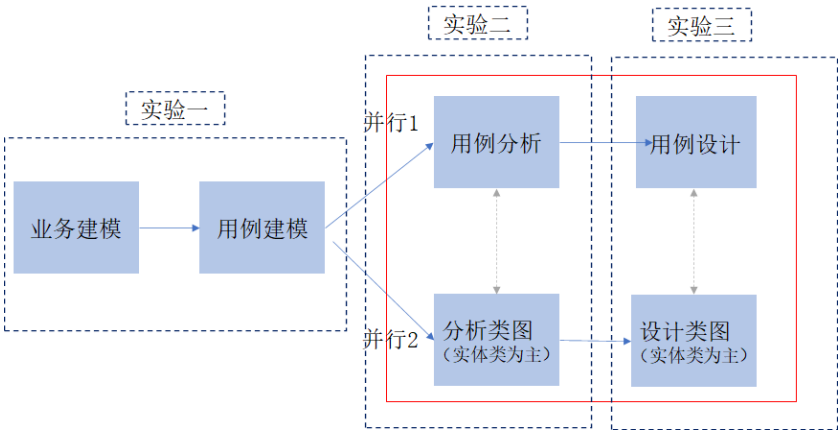 实验一
业务建模
用例建模
实验二
并行1
用例分析
并行2
分析类图
（实体类为主）
实验三
用例设计
设计类图
（实体类为主）